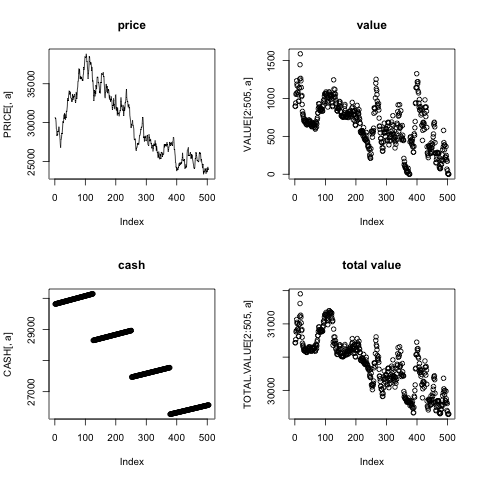 price
PRICE[, a]
25000 30000 35000
0 100 200 300 400 500
Index
value
VALUE[2:505, a]
0 500 1000 1500
0 100 200 300 400 500
Index
cash
CASH[, a]
27000 29000
0 100 200 300 400 500
Index
total value
TOTAL.VALUE[2:505, a]
30000 31000
0 100 200 300 400 500
Index